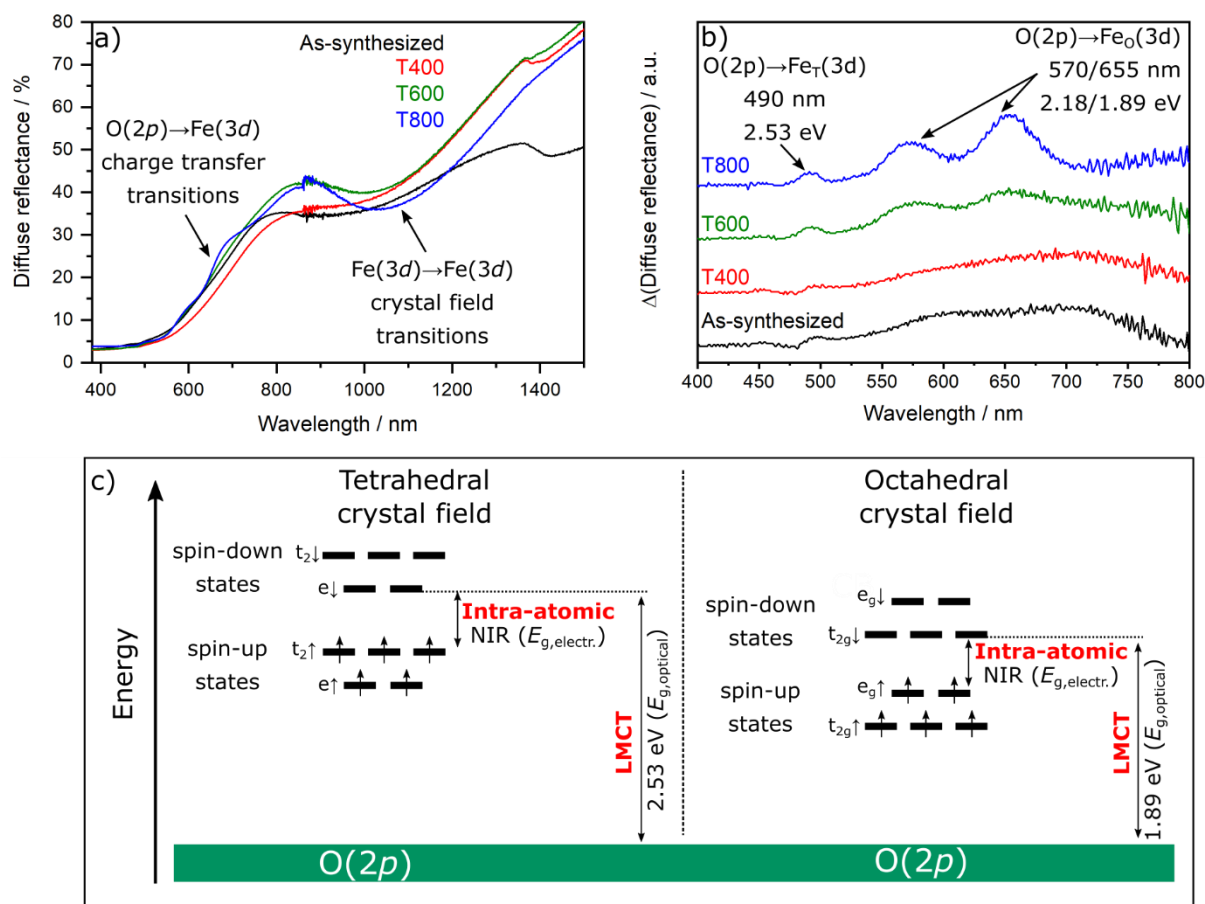 a)
As-synthesized
T400
T600
T800
O(2p)→Fe(3d)
charge transfer
transitions
Fe(3d)→Fe(3d)
crystal field
transitions
Diffuse reflectance / %
80
70
60
50
40
30
20
10
0
400 600 800 1000 1200 1400
Wavelength / nm
b)
O(2p)→Fe_T(3d)
490 nm
2.53 eV
O(2p)→Fe_O(3d)
570/655 nm
2.18/1.89 eV
T800
T600
T400
As-synthesized
Δ(Diffuse reflectance) / a.u.
400 450 500 550 600 650 700 750 800
Wavelength / nm
c)
Energy
Tetrahedral
crystal field
spin-down
states
t₂↓
e↓
spin-up
states
t₂↑
e↑
Intra-atomic
NIR (E_g,electr.)
LMCT
2.53 eV (E_g,optical)
O(2p)
Octahedral
crystal field
spin-down
states
e_g↓
t_2g↓
spin-up
states
e_g↑
t_2g↑
Intra-atomic
NIR (E_g,electr.)
LMCT
1.89 eV (E_g,optical)
O(2p)